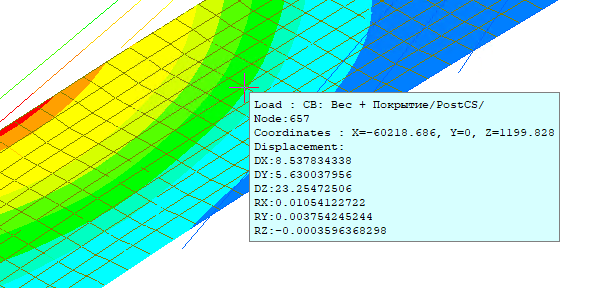 Load : CB: Вес + Покрытие/PostCS/
Node:657
Coordinates : X=-60218.686, Y=0, Z=1199.828
Displacement:
DX:8.537834338
DY:5.630037956
DZ:23.25472506
RX:0.01054122722
RY:0.003754245244
RZ:-0.0003596368298